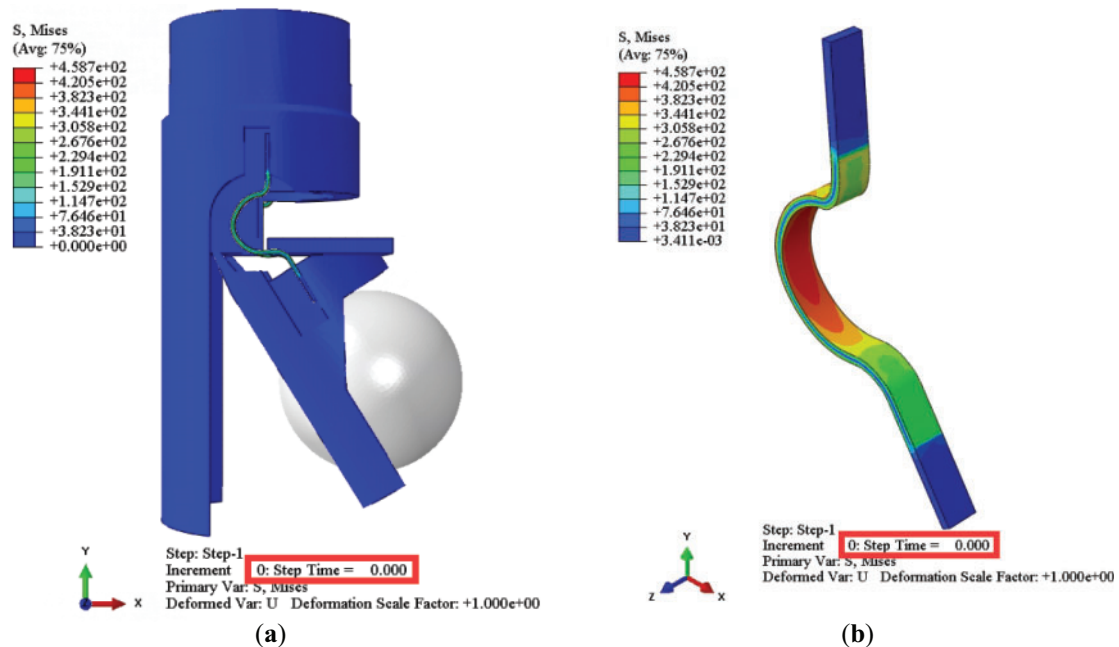 S, Mises
(Avg: 75%)
+4.587e+02
+4.205e+02
+3.823e+02
+3.441e+02
+3.058e+02
+2.676e+02
+2.294e+02
+1.911e+02
+1.529e+02
+1.147e+02
+7.646e+01
+3.823e+01
+0.000e+00
Y
Z
X
Step: Step-1
Increment 0: Step Time = 0.000
Primary Var: S, Mises
Deformed Var: U Deformation Scale Factor: +1.000e+00
(a)
S, Mises
(Avg: 75%)
+4.587e+02
+4.205e+02
+3.823e+02
+3.441e+02
+3.058e+02
+2.676e+02
+2.294e+02
+1.911e+02
+1.529e+02
+1.147e+02
+7.646e+01
+3.823e+01
+3.411e-03
Y
Z
X
Step: Step-1
Increment 0: Step Time = 0.000
Primary Var: S, Mises
Deformed Var: U Deformation Scale Factor: +1.000e+00
(b)